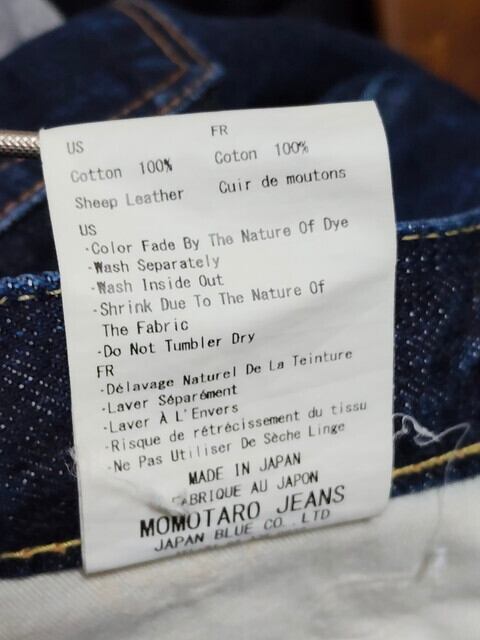 US
FR
Cotton 100%
Coton 100%
Sheep Leather
Cuir de moutons
US
·Color Fade By The Nature Of Dye
·Wash Separately
·Wash Inside Out
·Shrink Due To The Nature Of
The Fabric
·Do Not Tumbler Dry
FR
·Délavage Naturel De La Teinture
·Laver Séparément
·Laver À L'Envers
·Risque de rétrécissement du tissu
·Ne Pas Utiliser De Sèche Linge
MADE IN JAPAN
FABRIQUE AU JAPON
MOMOTARO JEANS
JAPAN BLUE CO., LTD